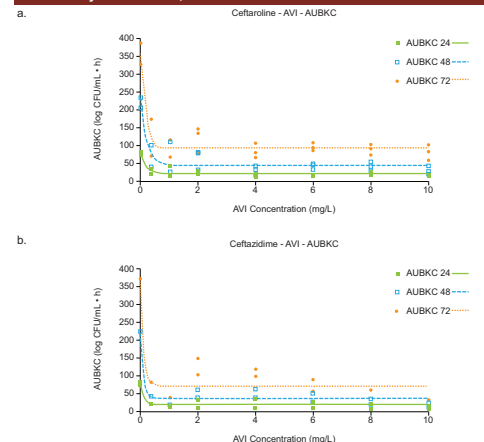 a.
Ceftaroline - AVI - AUBKC
AUBKC 24
AUBKC 48
AUBKC 72
400
350
300
250
200
150
100
50
0
AUBKC (log CFU/mL • h)
0 2 4 6 8 10
AVI Concentration (mg/L)
b.
Ceftazidime - AVI - AUBKC
AUBKC 24
AUBKC 48
AUBKC 72
400
350
300
250
200
150
100
50
0
AUBKC (log CFU/mL • h)
0 2 4 6 8 10
AVI Concentration (mg/L)